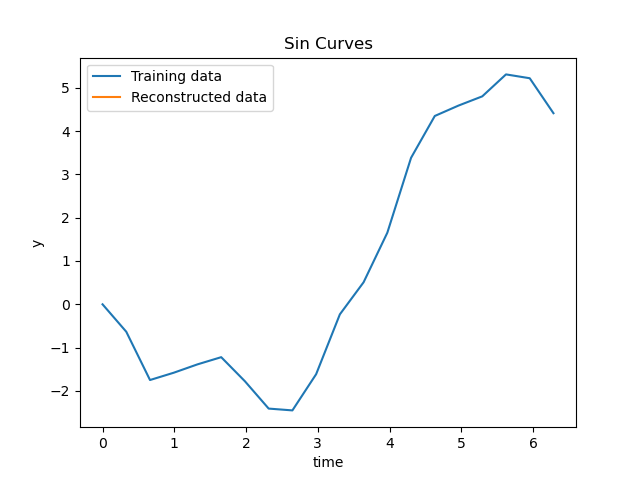 Sin Curves
Training data
Reconstructed data
5
4
3
2
1
0
−1
−2
y
0 1 2 3 4 5 6
time